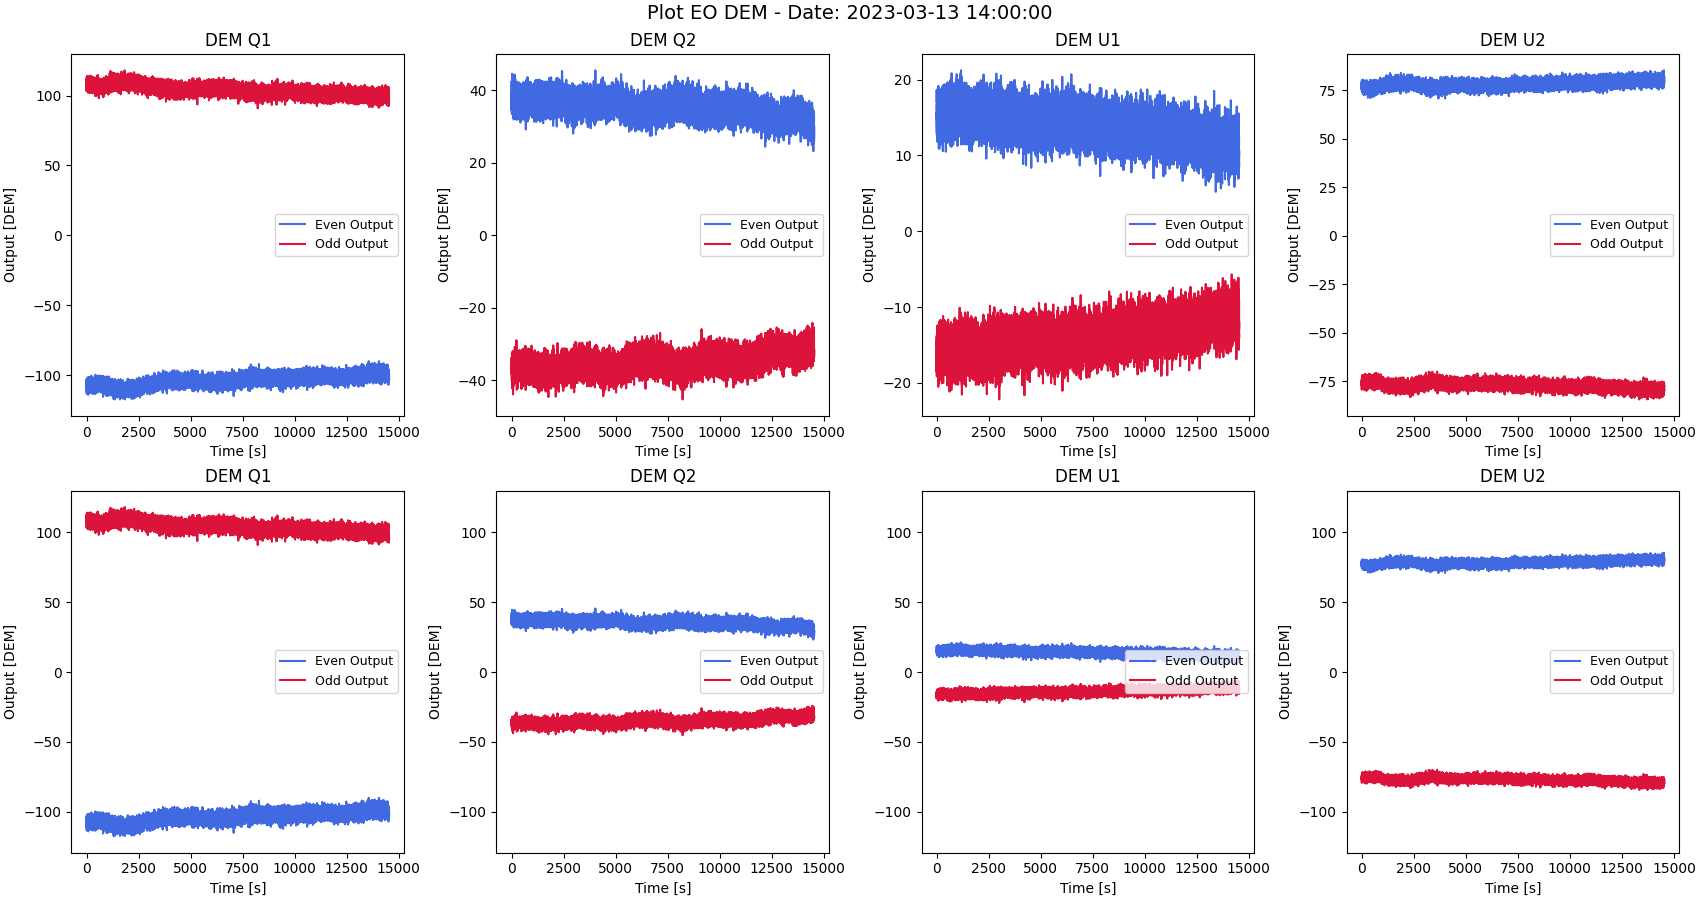 Plot EO DEM - Date: 2023-03-13 14:00:00
DEM Q1
Output [DEM]
100
50
0
−50
−100
Even Output
Odd Output
0 2500 5000 7500 10000 12500 15000
Time [s]
DEM Q2
Output [DEM]
40
20
0
−20
−40
Even Output
Odd Output
0 2500 5000 7500 10000 12500 15000
Time [s]
DEM U1
Output [DEM]
20
10
0
−10
−20
Even Output
Odd Output
0 2500 5000 7500 10000 12500 15000
Time [s]
DEM U2
Output [DEM]
75
50
25
0
−25
−50
−75
Even Output
Odd Output
0 2500 5000 7500 10000 12500 15000
Time [s]
DEM Q1
Output [DEM]
100
50
0
−50
−100
Even Output
Odd Output
0 2500 5000 7500 10000 12500 15000
Time [s]
DEM Q2
Output [DEM]
100
50
0
−50
−100
Even Output
Odd Output
0 2500 5000 7500 10000 12500 15000
Time [s]
DEM U1
Output [DEM]
100
50
0
−50
−100
Even Output
Odd Output
0 2500 5000 7500 10000 12500 15000
Time [s]
DEM U2
Output [DEM]
100
50
0
−50
−100
Even Output
Odd Output
0 2500 5000 7500 10000 12500 15000
Time [s]